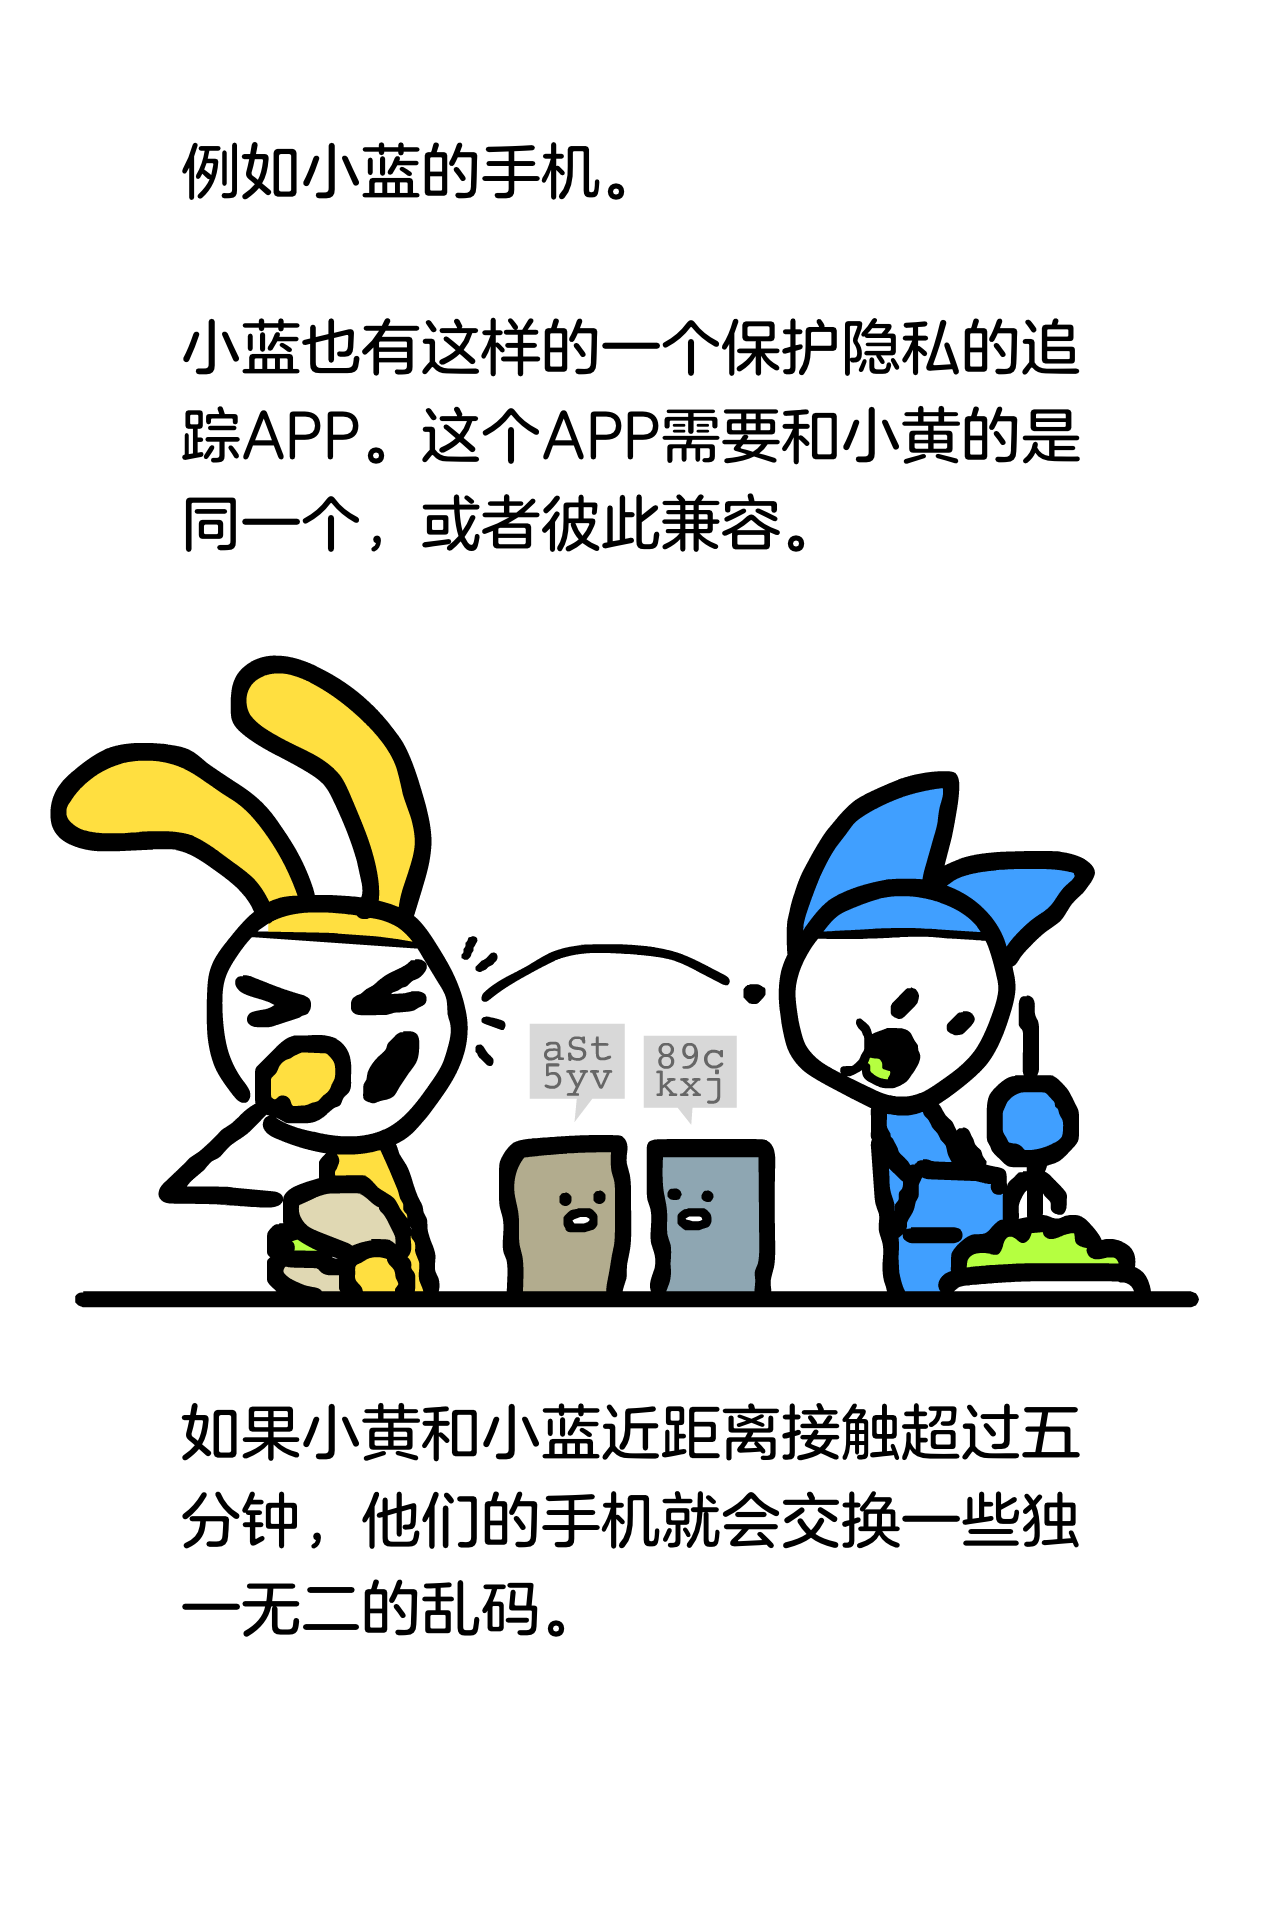 例如小蓝的手机。
小蓝也有这样的一个保护隐私的追
踪APP。这个APP需要和小黄的是
同一个，或者彼此兼容。
aSt
5yv
89c
kxj
如果小黄和小蓝近距离接触超过五
分钟，他们的手机就会交换一些独
一无二的乱码。